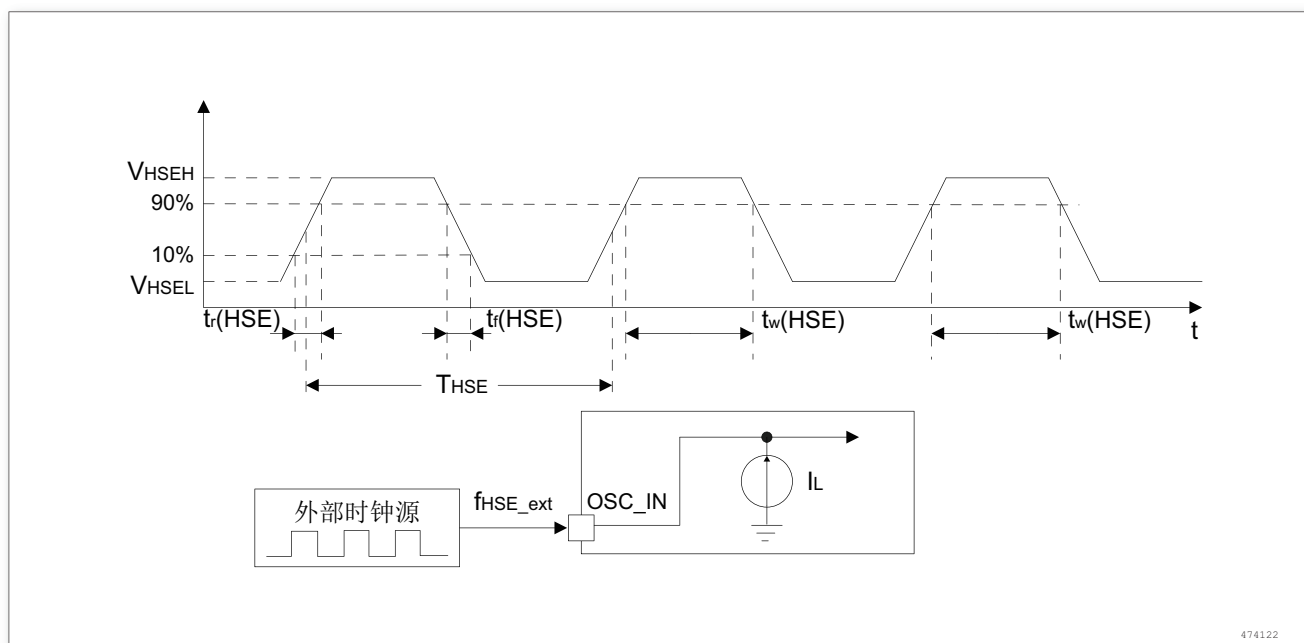 VHSEH
90%
10%
VHSEL
tr(HSE) tf(HSE) tw(HSE) tw(HSE)
t
THSE
外部时钟源
fHSE_ext
OSC_IN
IL
474122